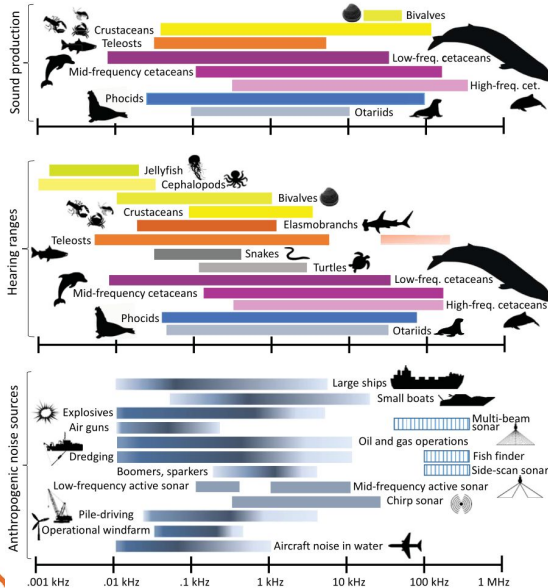 Sound production
Bivalves
Crustaceans
Teleosts
Low-freq. cetaceans
Mid-frequency cetaceans
High-freq. cet.
Phocids
Otariids
Hearing ranges
Jellyfish
Cephalopods
Bivalves
Crustaceans
Elasmobranchs
Teleosts
Snakes
Turtles
Low-freq. cetaceans
Mid-frequency cetaceans
High-freq. cetaceans
Phocids
Otariids
Anthropogenic noise sources
Large ships
Small boats
Explosives
Multi-beam
sonar
Air guns
Oil and gas operations
Dredging
Fish finder
Boomers, sparkers
Side-scan sonar
Low-frequency active sonar
Mid-frequency active sonar
Chirp sonar
Pile-driving
Operational windfarm
Aircraft noise in water
.001 kHz .01 kHz .1 kHz 1 kHz 10 kHz 100 kHz 1 MHz